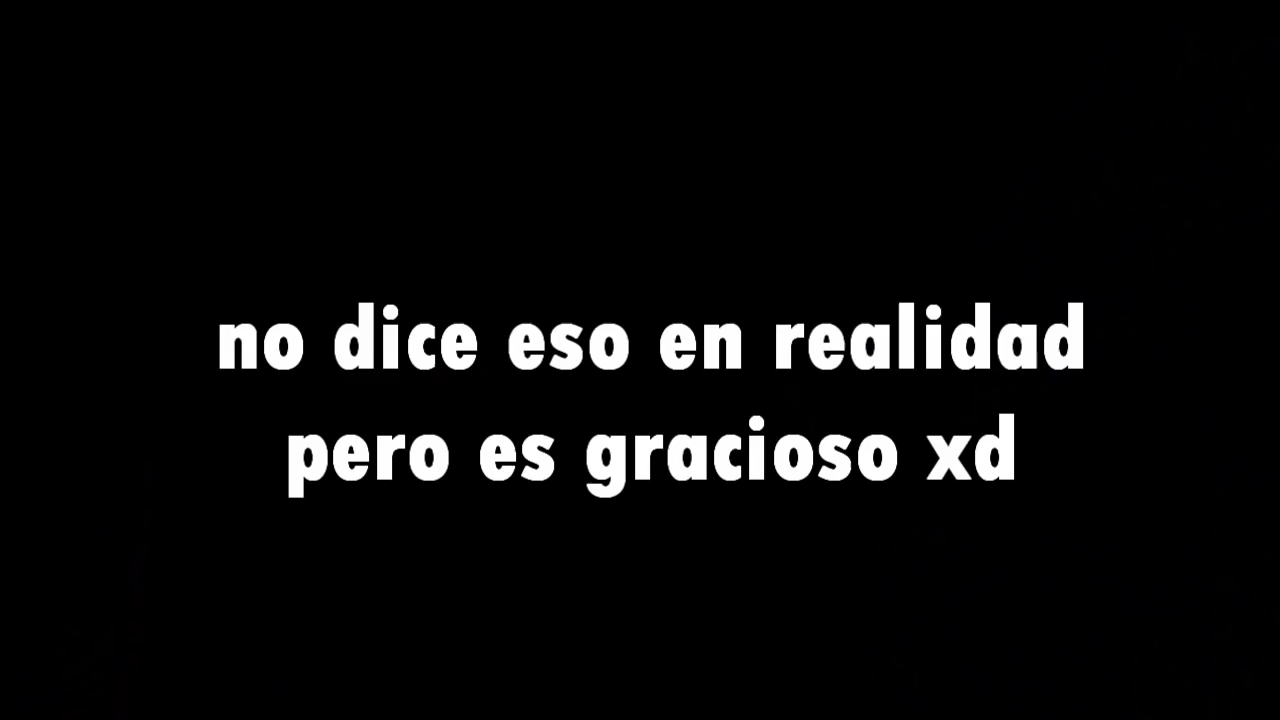 no dice eso en realidad
pero es gracioso xd